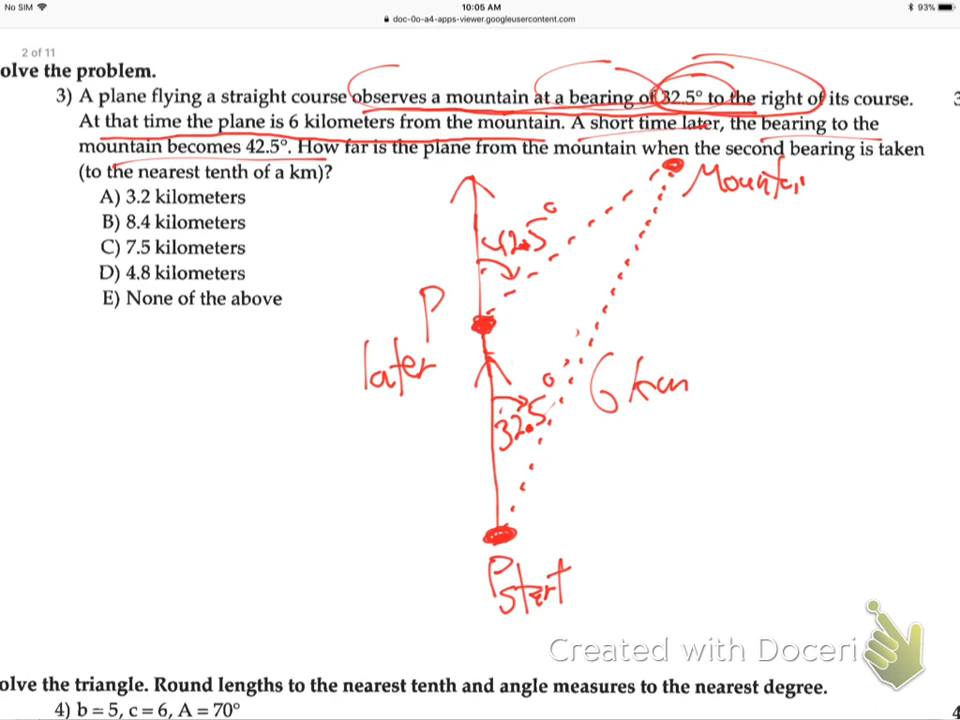 No SIM 10:05 AM 93%
doc-0o-a4-apps-viewer.googleusercontent.com
2 of 11
olve the problem.
3) A plane flying a straight course observes a mountain at a bearing of 32.5° to the right of its course. 3
At that time the plane is 6 kilometers from the mountain. A short time later, the bearing to the
mountain becomes 42.5°. How far is the plane from the mountain when the second bearing is taken
(to the nearest tenth of a km)?
Mountain
A) 3.2 kilometers
B) 8.4 kilometers
42.5°
C) 7.5 kilometers
D) 4.8 kilometers
E) None of the above
P
later
6 km
32.5°
P start
Created with Doceri
olve the triangle. Round lengths to the nearest tenth and angle measures to the nearest degree.
4) b = 5, c = 6, A = 70° 4